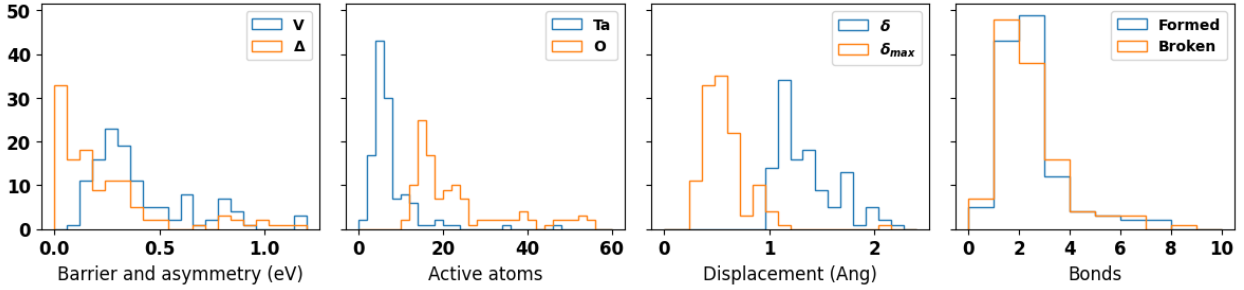 50
40
30
20
10
0
V
Δ
0.0 0.5 1.0
Barrier and asymmetry (eV)
Ta
O
0 20 40 60
Active atoms
δ
δmax
0 1 2
Displacement (Ang)
Formed
Broken
0 2 4 6 8 10
Bonds